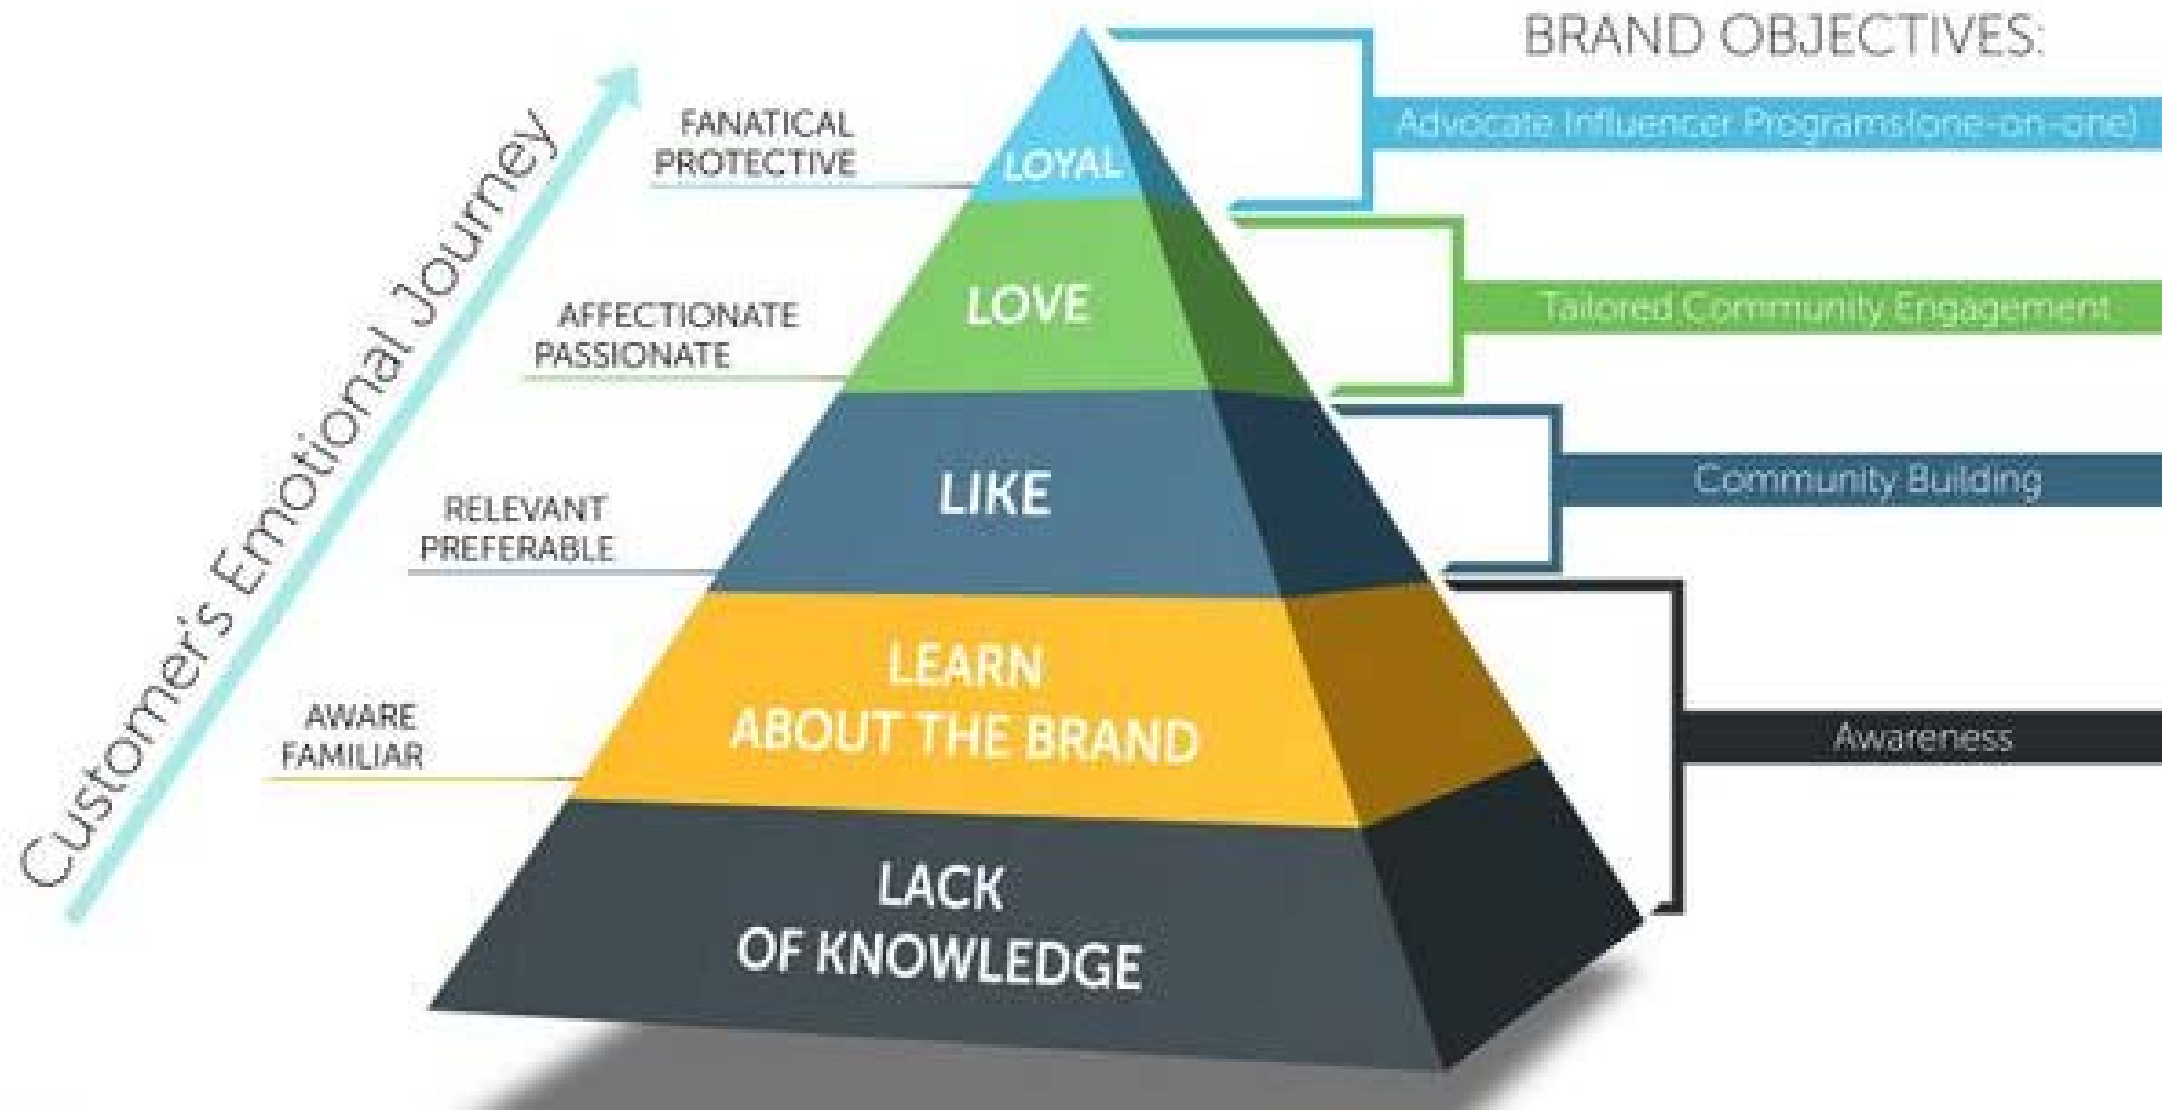 BRAND OBJECTIVES:
Customer's Emotional Journey
FANATICAL
PROTECTIVE
LOYAL
Advocate Influencer Programs(one-on-one)
AFFECTIONATE
PASSIONATE
LOVE
Tailored Community Engagement
RELEVANT
PREFERABLE
LIKE
Community Building
AWARE
FAMILIAR
LEARN
ABOUT THE BRAND
Awareness
LACK
OF KNOWLEDGE